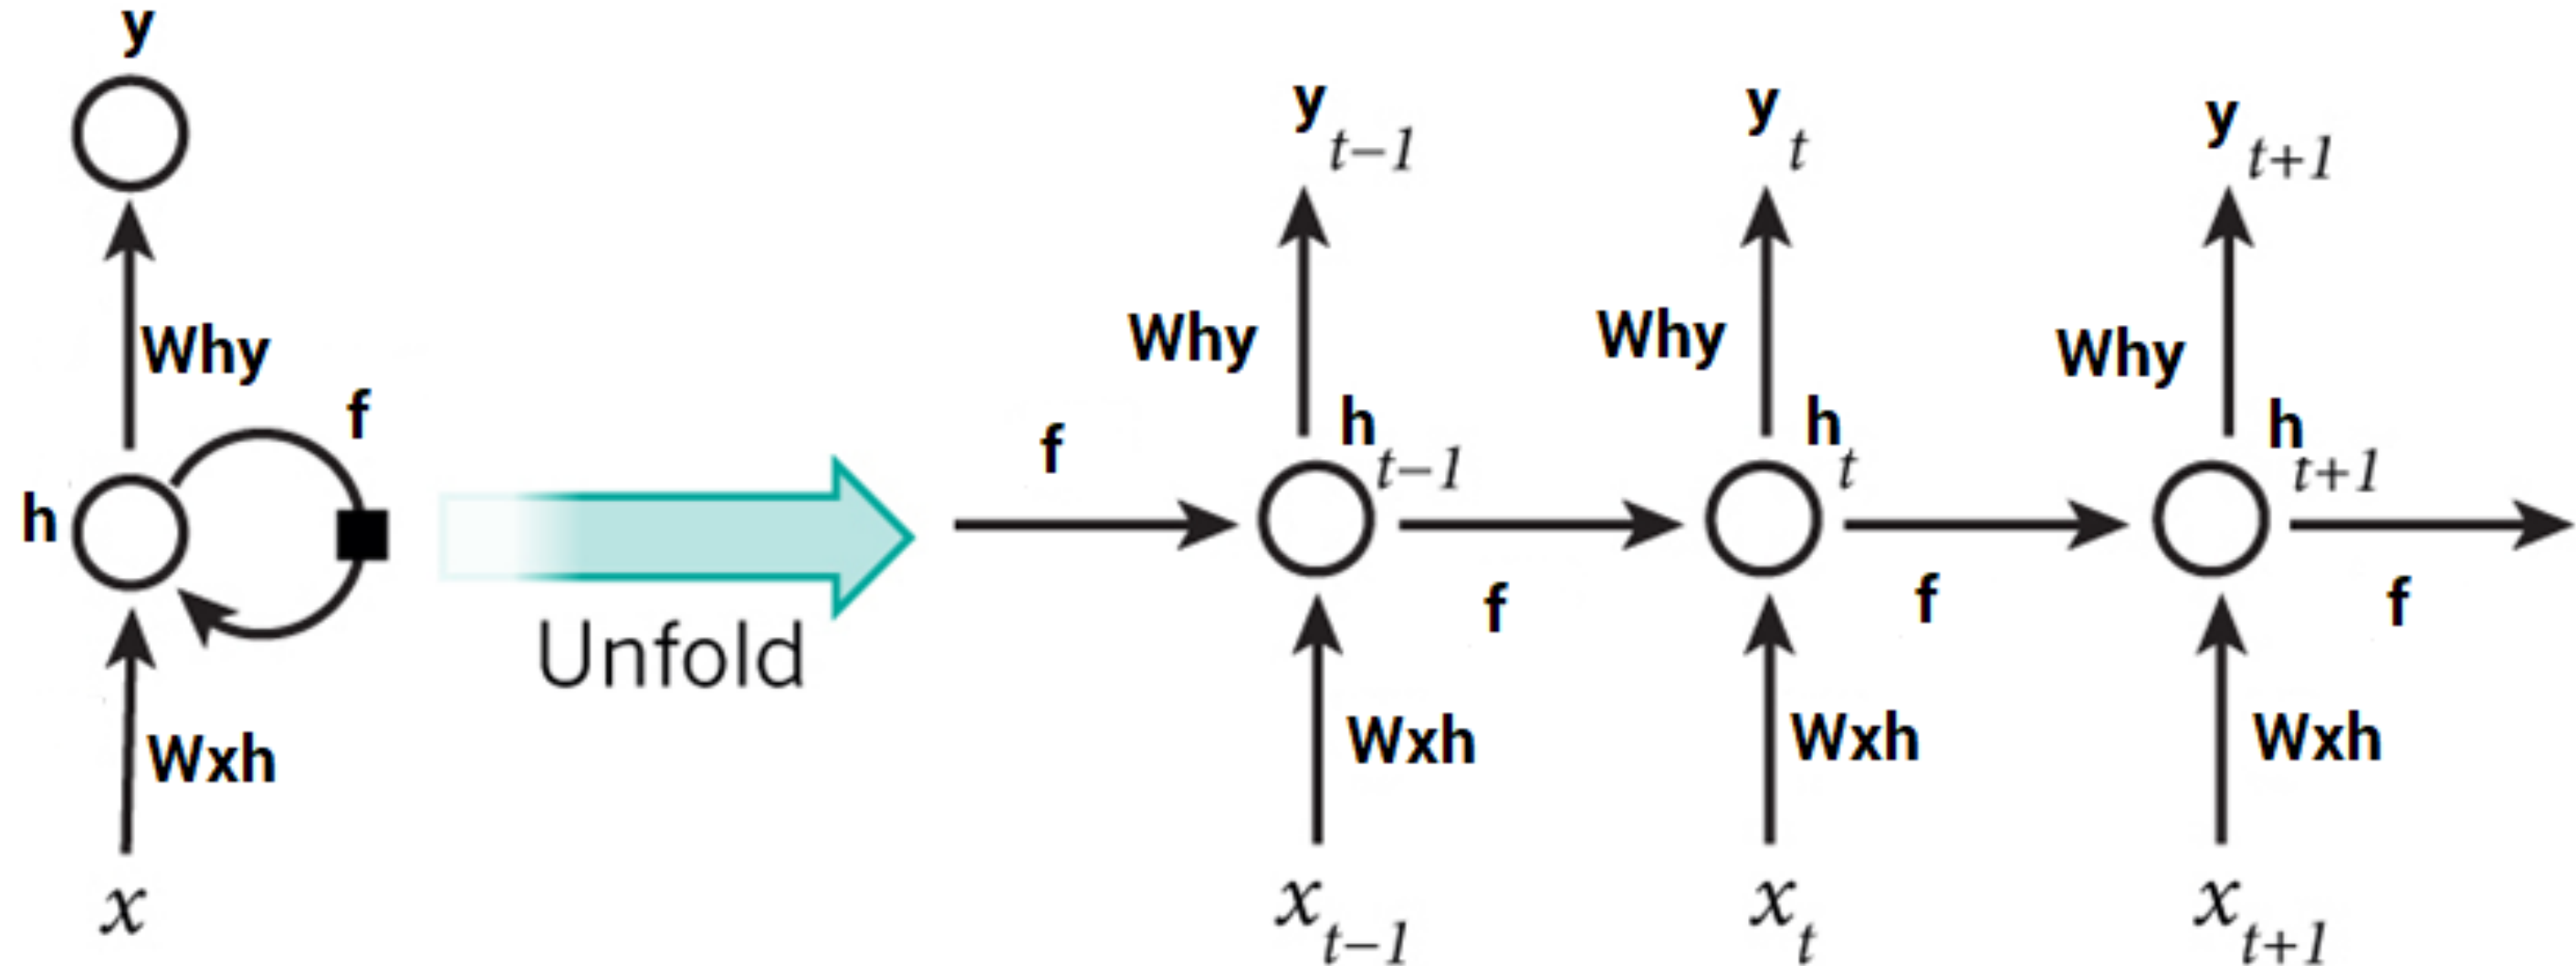 y
Why
f
h
Wxh
x
Unfold
y t−1
y t
y t+1
Why
Why
Why
f
h t−1
h t
h t+1
f
f
f
Wxh
Wxh
Wxh
x t−1
x t
x t+1